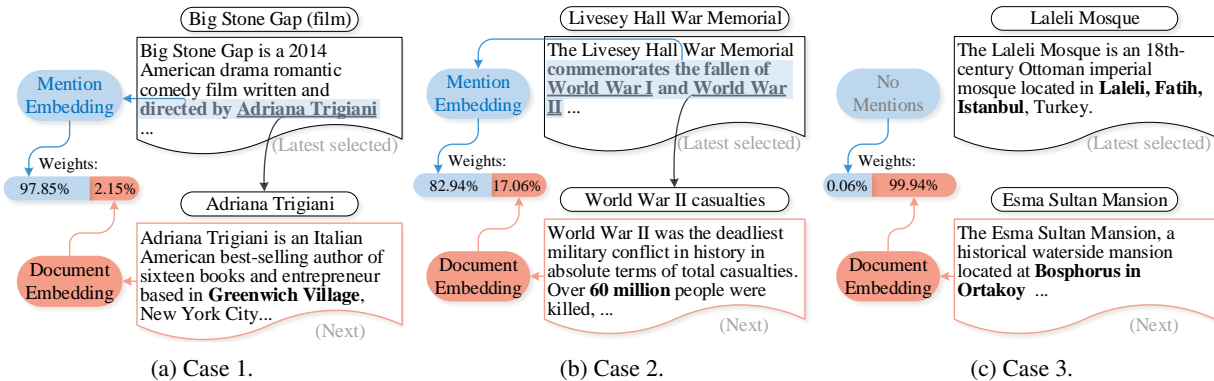 Big Stone Gap (film)
Big Stone Gap is a 2014
American drama romantic
comedy film written and
directed by Adriana Trigiani
...
(Latest selected)
Mention
Embedding
Weights:
97.85% 2.15%
Adriana Trigiani
Adriana Trigiani is an Italian
American best-selling author of
sixteen books and entrepreneur
based in Greenwich Village,
New York City...
(Next)
Document
Embedding
(a) Case 1.
Livesey Hall War Memorial
The Livesey Hall War Memorial
commemorates the fallen of
World War I and World War
II ...
(Latest selected)
Mention
Embedding
Weights:
82.94% 17.06%
World War II casualties
World War II was the deadliest
military conflict in history in
absolute terms of total casualties.
Over 60 million people were
killed, ...
(Next)
Document
Embedding
(b) Case 2.
Laleli Mosque
The Laleli Mosque is an 18th-
century Ottoman imperial
mosque located in Laleli, Fatih,
Istanbul, Turkey.
(Latest selected)
No
Mentions
Weights:
0.06% 99.94%
Esma Sultan Mansion
The Esma Sultan Mansion, a
historical waterside mansion
located at Bosphorus in
Ortakoy ...
(Next)
Document
Embedding
(c) Case 3.